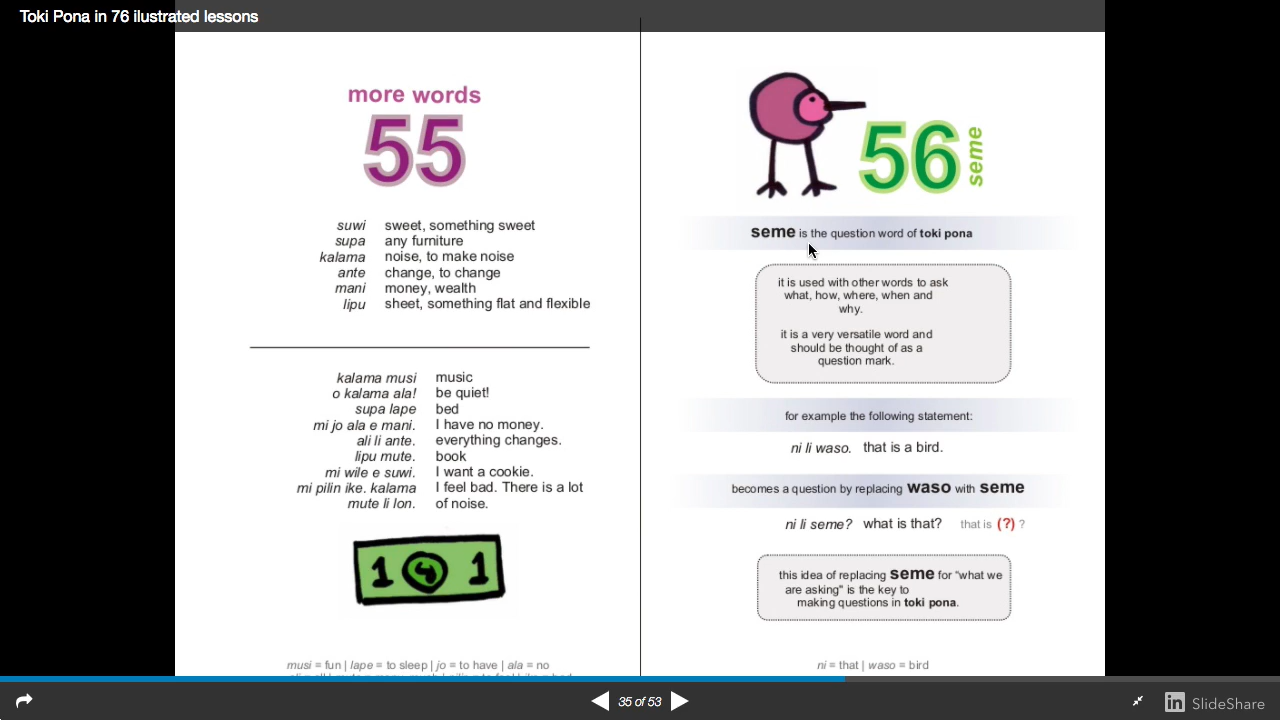 Toki Pona in 76 ilustrated lessons
more words
55
suwi sweet, something sweet
supa any furniture
kalama noise, to make noise
ante change, to change
mani money, wealth
lipu sheet, something flat and flexible
kalama musi music
o kalama ala! be quiet!
supa lape bed
mi jo ala e mani. I have no money.
ali li ante. everything changes.
lipu mute. book
mi wile e suwi. I want a cookie.
mi pilin ike. kalama I feel bad. There is a lot
mute li lon. of noise.
1 1
musi = fun | lape = to sleep | jo = to have | ala = no
56
seme
seme is the question word of toki pona
it is used with other words to ask
what, how, where, when and
why.
it is a very versatile word and
should be thought of as a
question mark.
for example the following statement:
ni li waso. that is a bird.
becomes a question by replacing waso with seme
ni li seme? what is that? that is (?) ?
this idea of replacing seme for "what we
are asking" is the key to
making questions in toki pona.
ni = that | waso = bird
35 of 53
in SlideShare